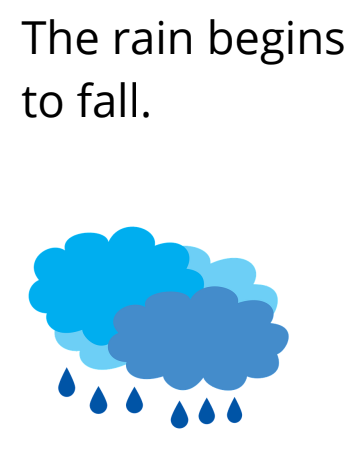 The rain begins
to fall.